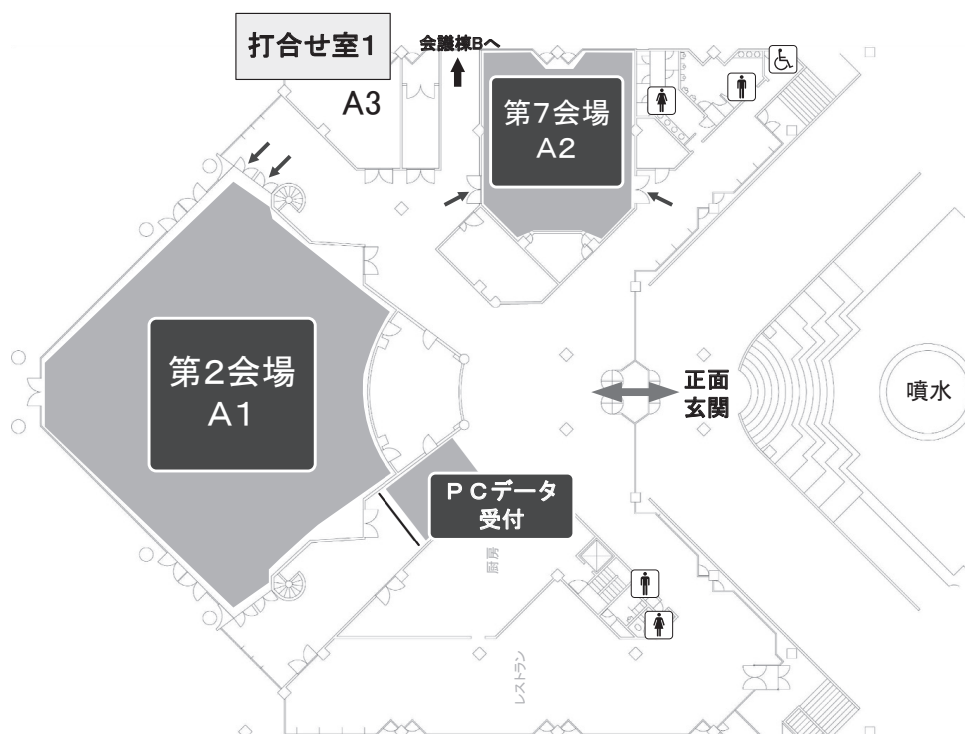 打合せ室1
会議棟Bへ
A3
第7会場
A2
第2会場
A1
正面
玄関
噴水
PCデータ
受付
厨房
レストラン